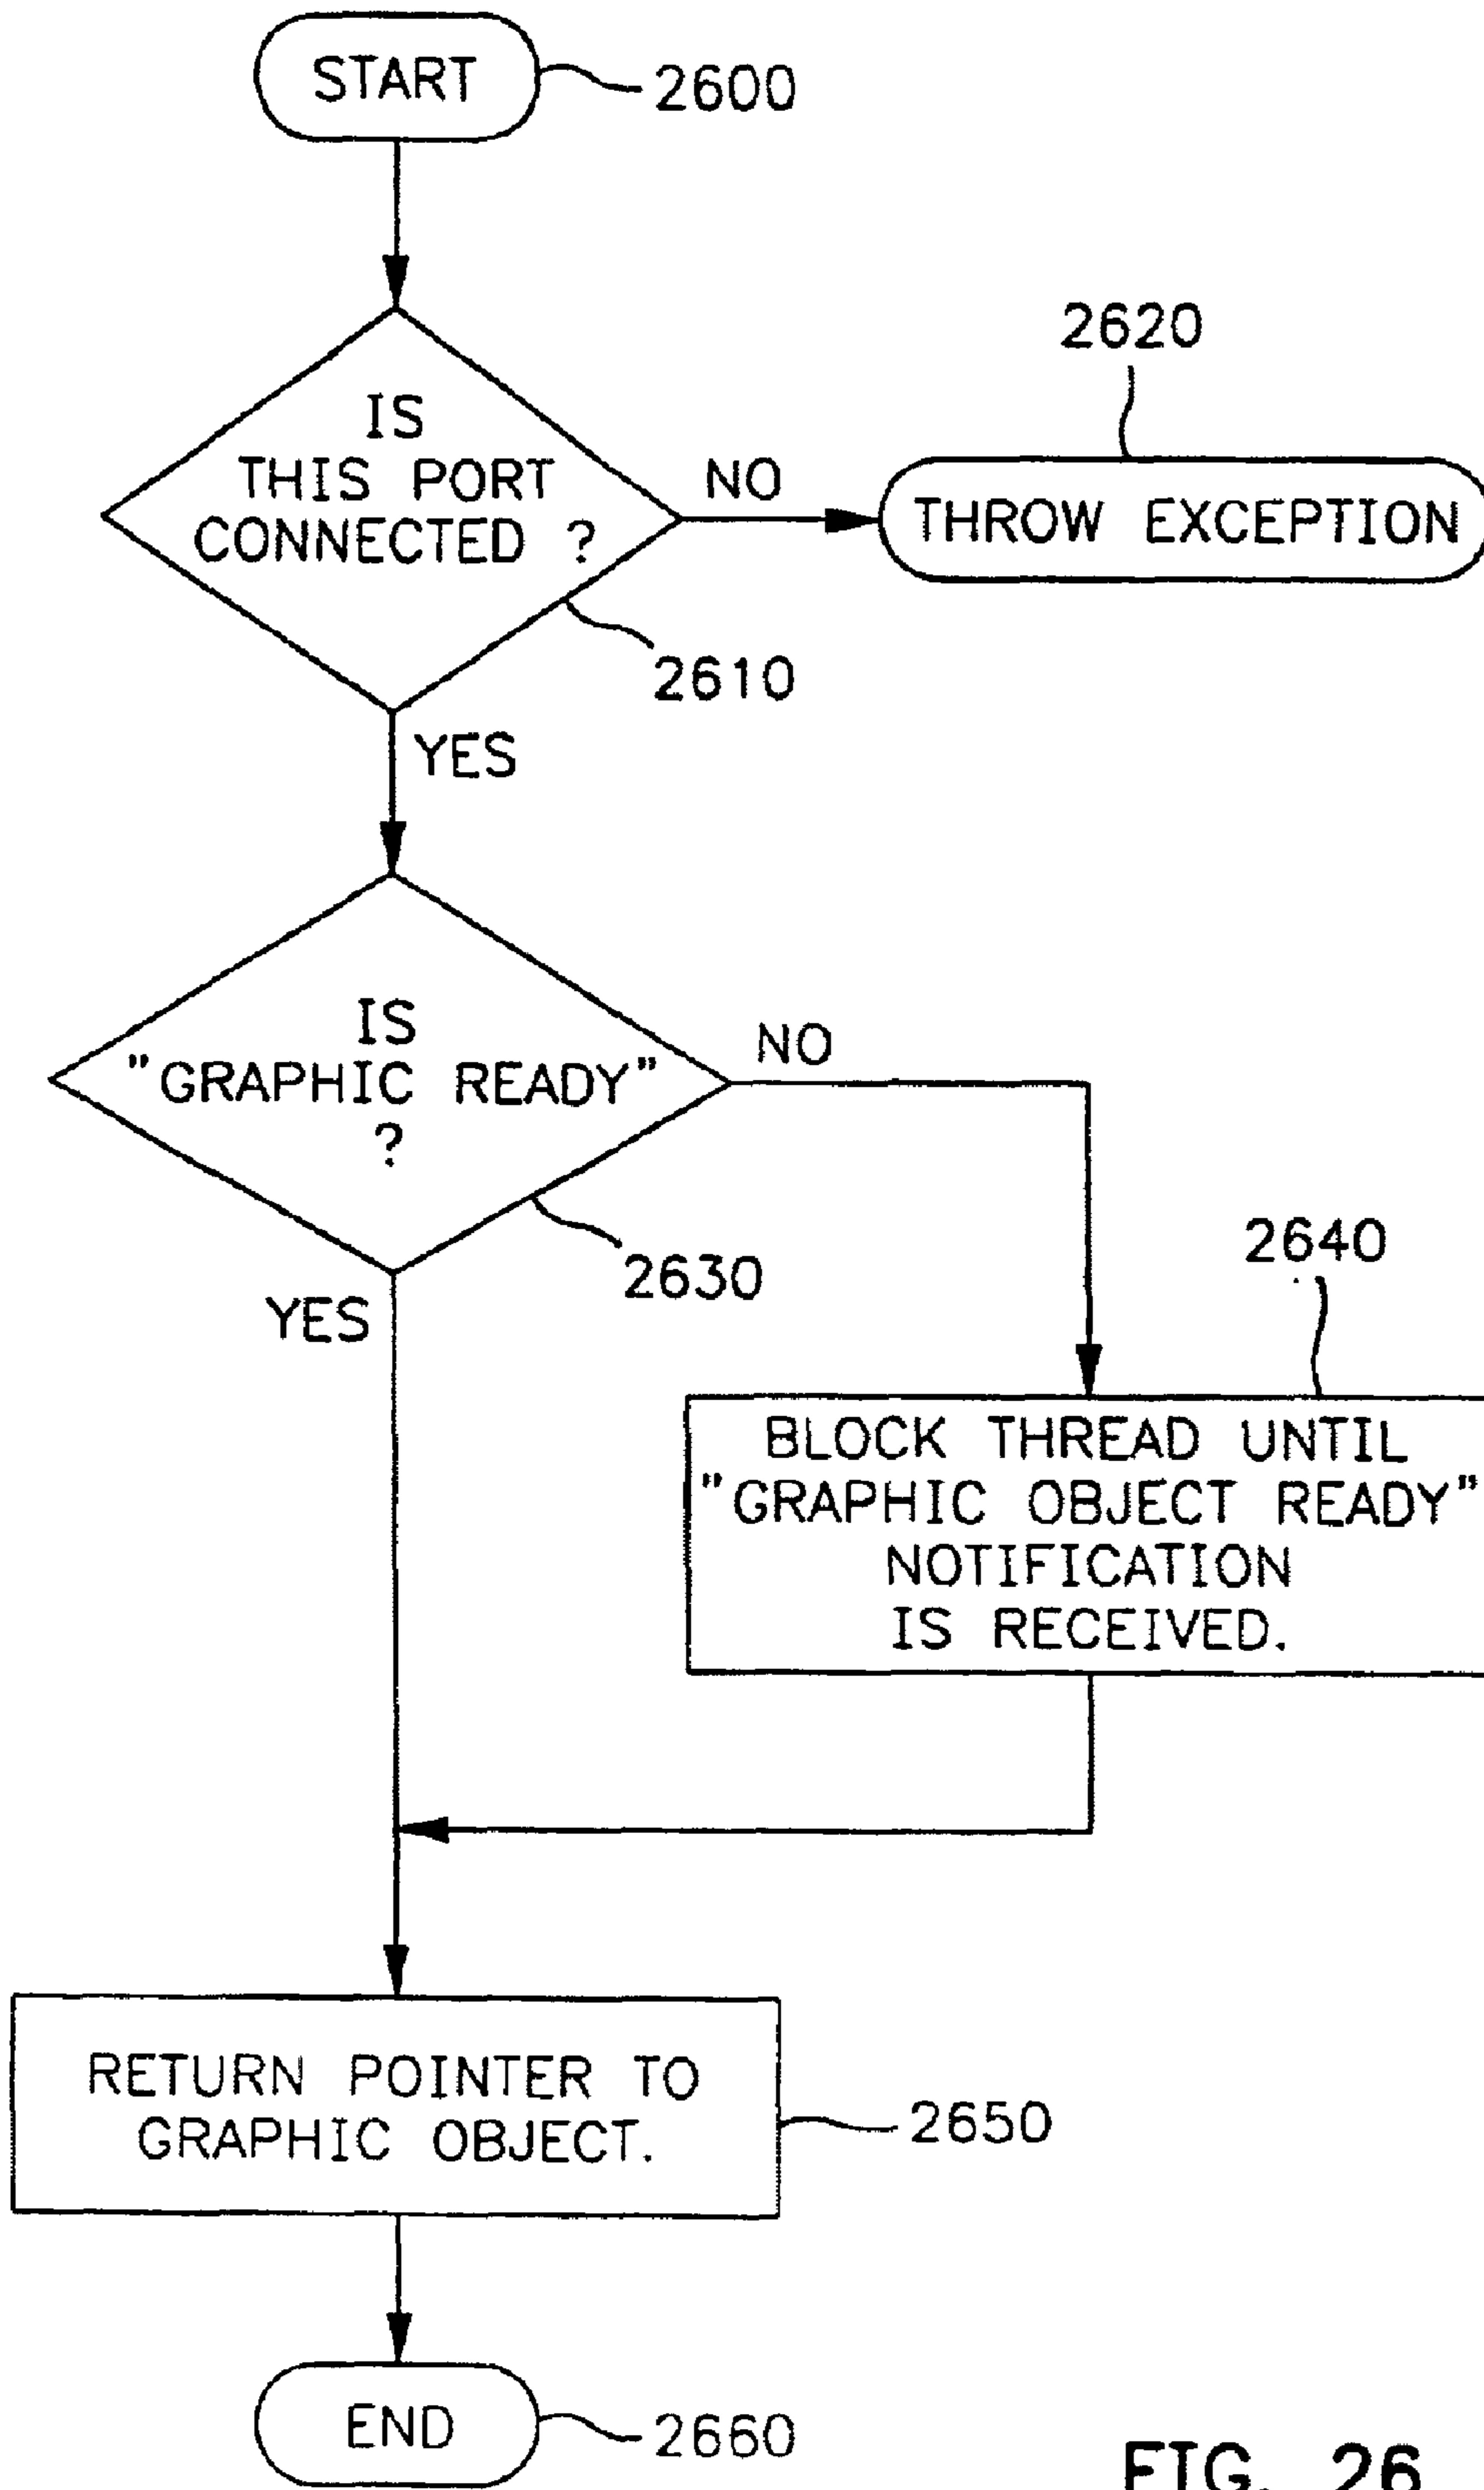 START
2600
IS
THIS PORT
CONNECTED ?
NO
2620
THROW EXCEPTION
2610
YES
IS
"GRAPHIC READY"
?
NO
2630
YES
2640
BLOCK THREAD UNTIL
"GRAPHIC OBJECT READY"
NOTIFICATION
IS RECEIVED.
RETURN POINTER TO
GRAPHIC OBJECT.
2650
END
2660
FIG. 26